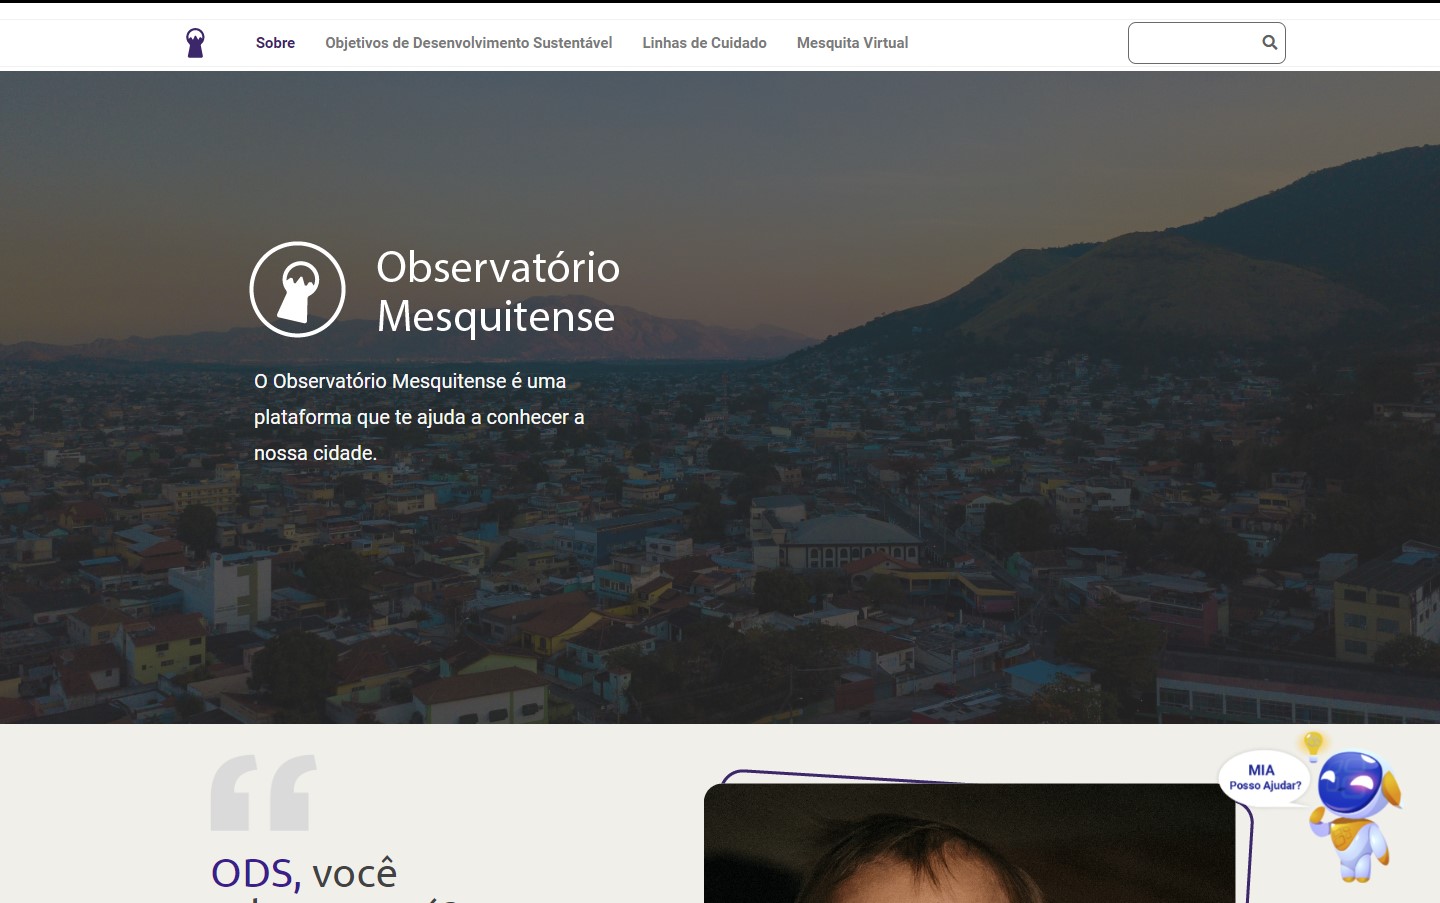 Sobre
Objetivos de Desenvolvimento Sustentável
Linhas de Cuidado
Mesquita Virtual
Observatório
Mesquitense
O Observatório Mesquitense é uma
plataforma que te ajuda a conhecer a
nossa cidade.
MIA
Posso Ajudar?
ODS, você